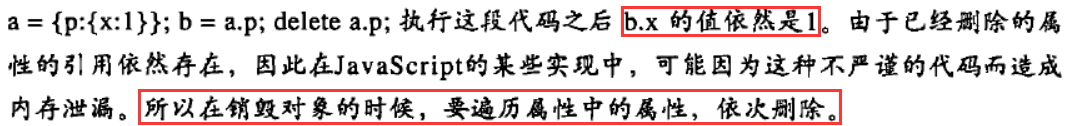 a = {p:{x:1}}; b = a.p; delete a.p; 执行这段代码之后 b.x 的值依然是1。由于已经删除的属
性的引用依然存在，因此在JavaScript的某些实现中，可能因为这种不严谨的代码而造成
内存泄漏。所以在销毁对象的时候，要遍历属性中的属性，依次删除。